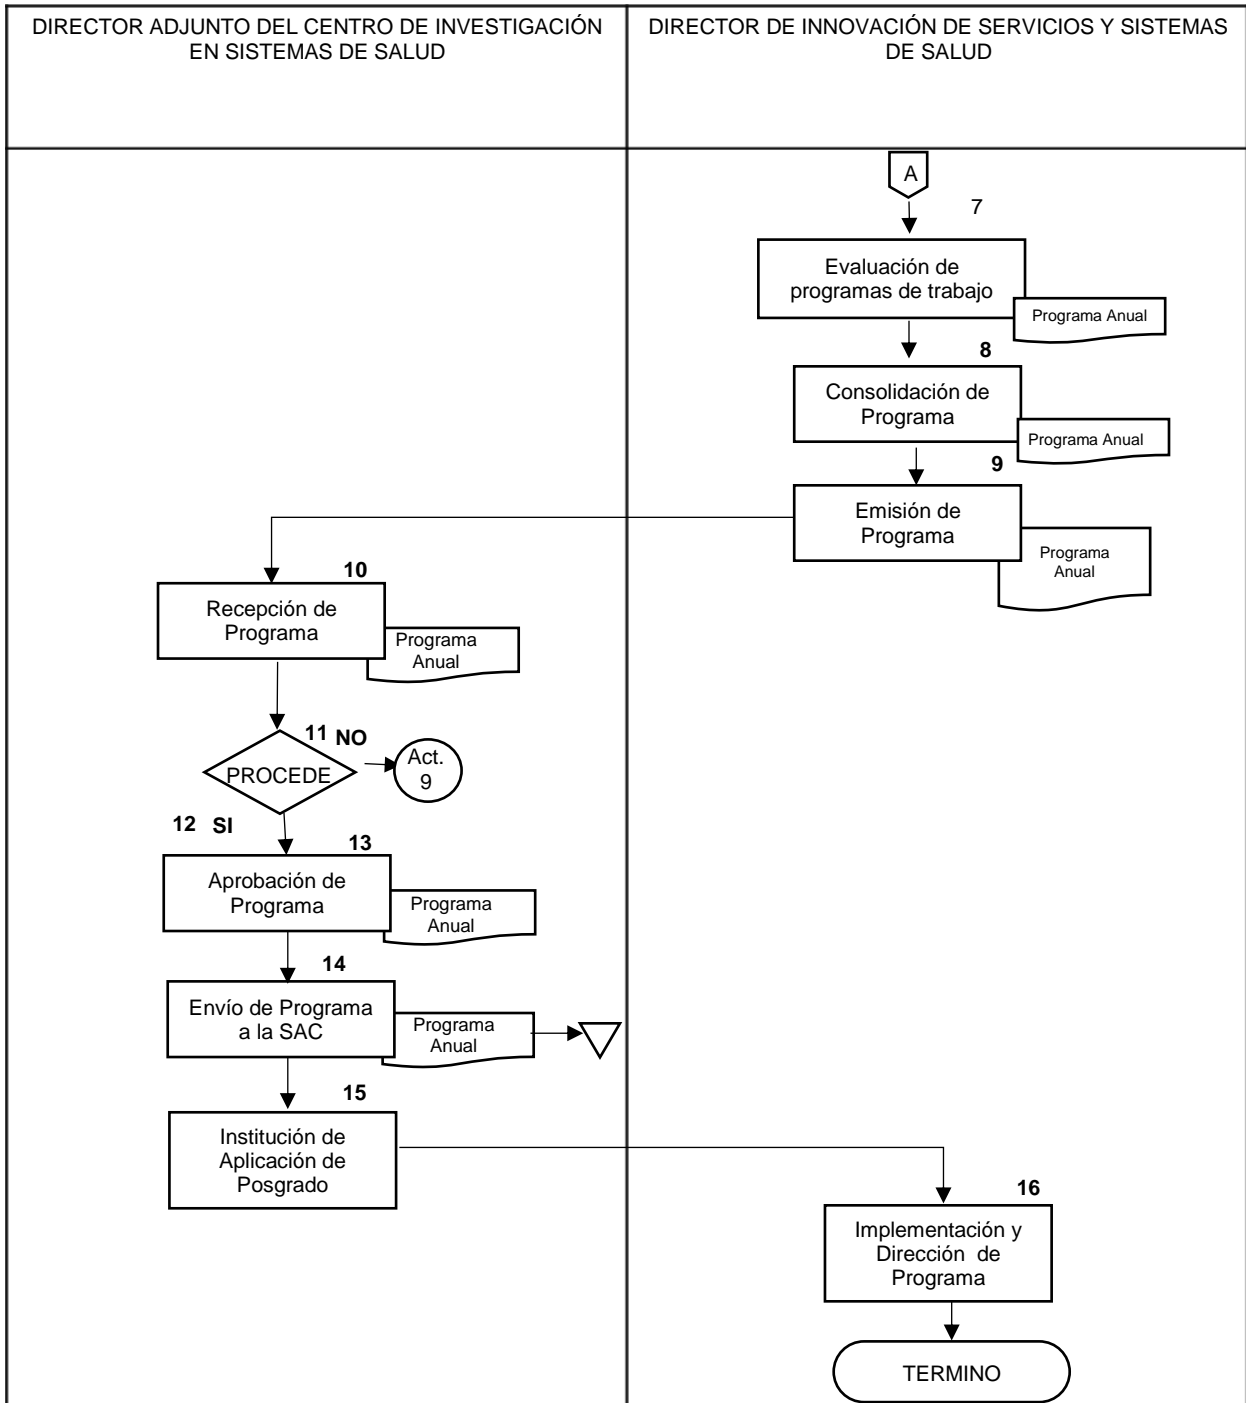 DIRECTOR ADJUNTO DEL CENTRO DE INVESTIGACIÓN
EN SISTEMAS DE SALUD
DIRECTOR DE INNOVACIÓN DE SERVICIOS Y SISTEMAS
DE SALUD
A
7
Evaluación de
programas de trabajo
Programa Anual
8
Consolidación de
Programa
Programa Anual
9
Emisión de
Programa
Programa
Anual
10
Recepción de
Programa
Programa
Anual
11 NO
PROCEDE
Act.
9
12 SI
13
Aprobación de
Programa
Programa
Anual
14
Envío de Programa
a la SAC
Programa
Anual
15
Institución de
Aplicación de
Posgrado
16
Implementación y
Dirección de
Programa
TERMINO